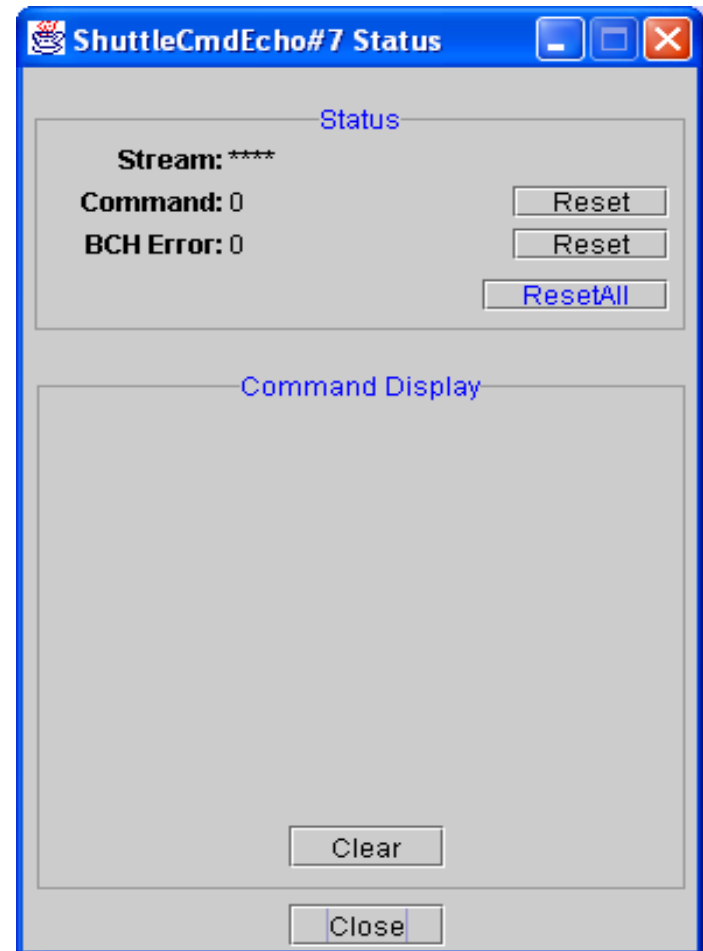 ShuttleCmdEcho#7 Status
Status
Stream: ****
Command: 0 Reset
BCH Error: 0 Reset
ResetAll
Command Display
Clear
Close